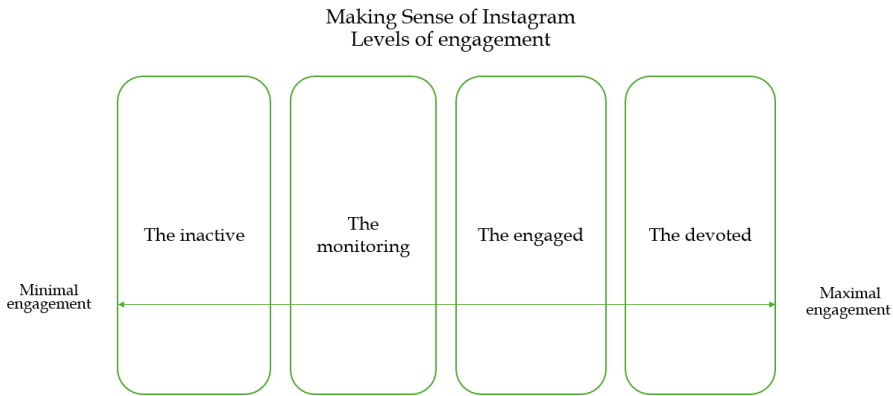 Making Sense of Instagram
Levels of engagement
The inactive
The
monitoring
The engaged
The devoted
Minimal
engagement
Maximal
engagement